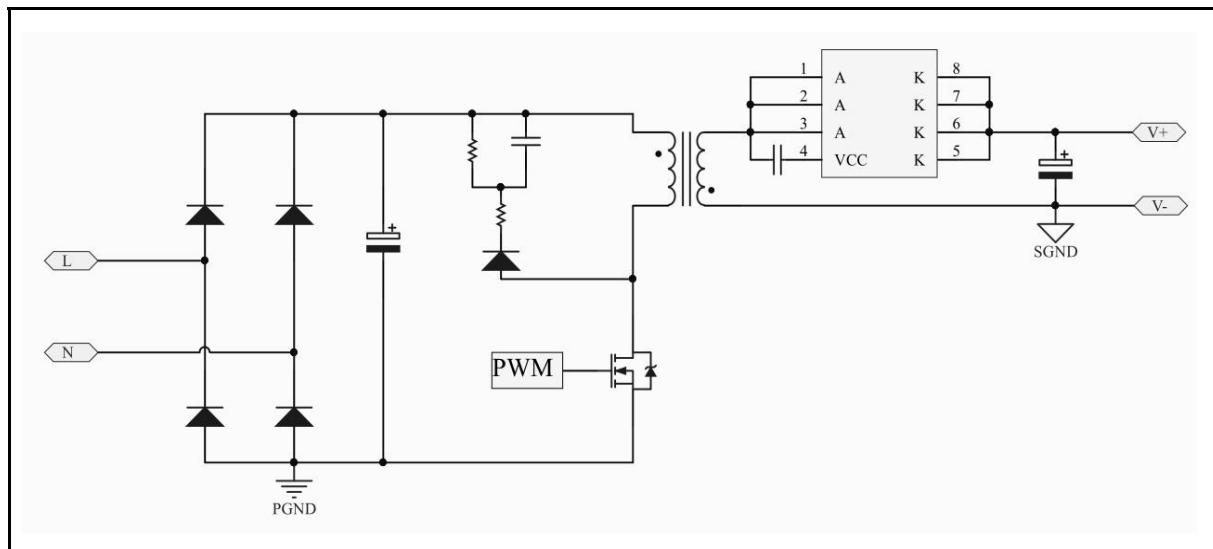 1 A K 8
2 A K 7
3 A K 6 V+
4 VCC K 5
+
+
L
V-
SGND
N
PWM
PGND